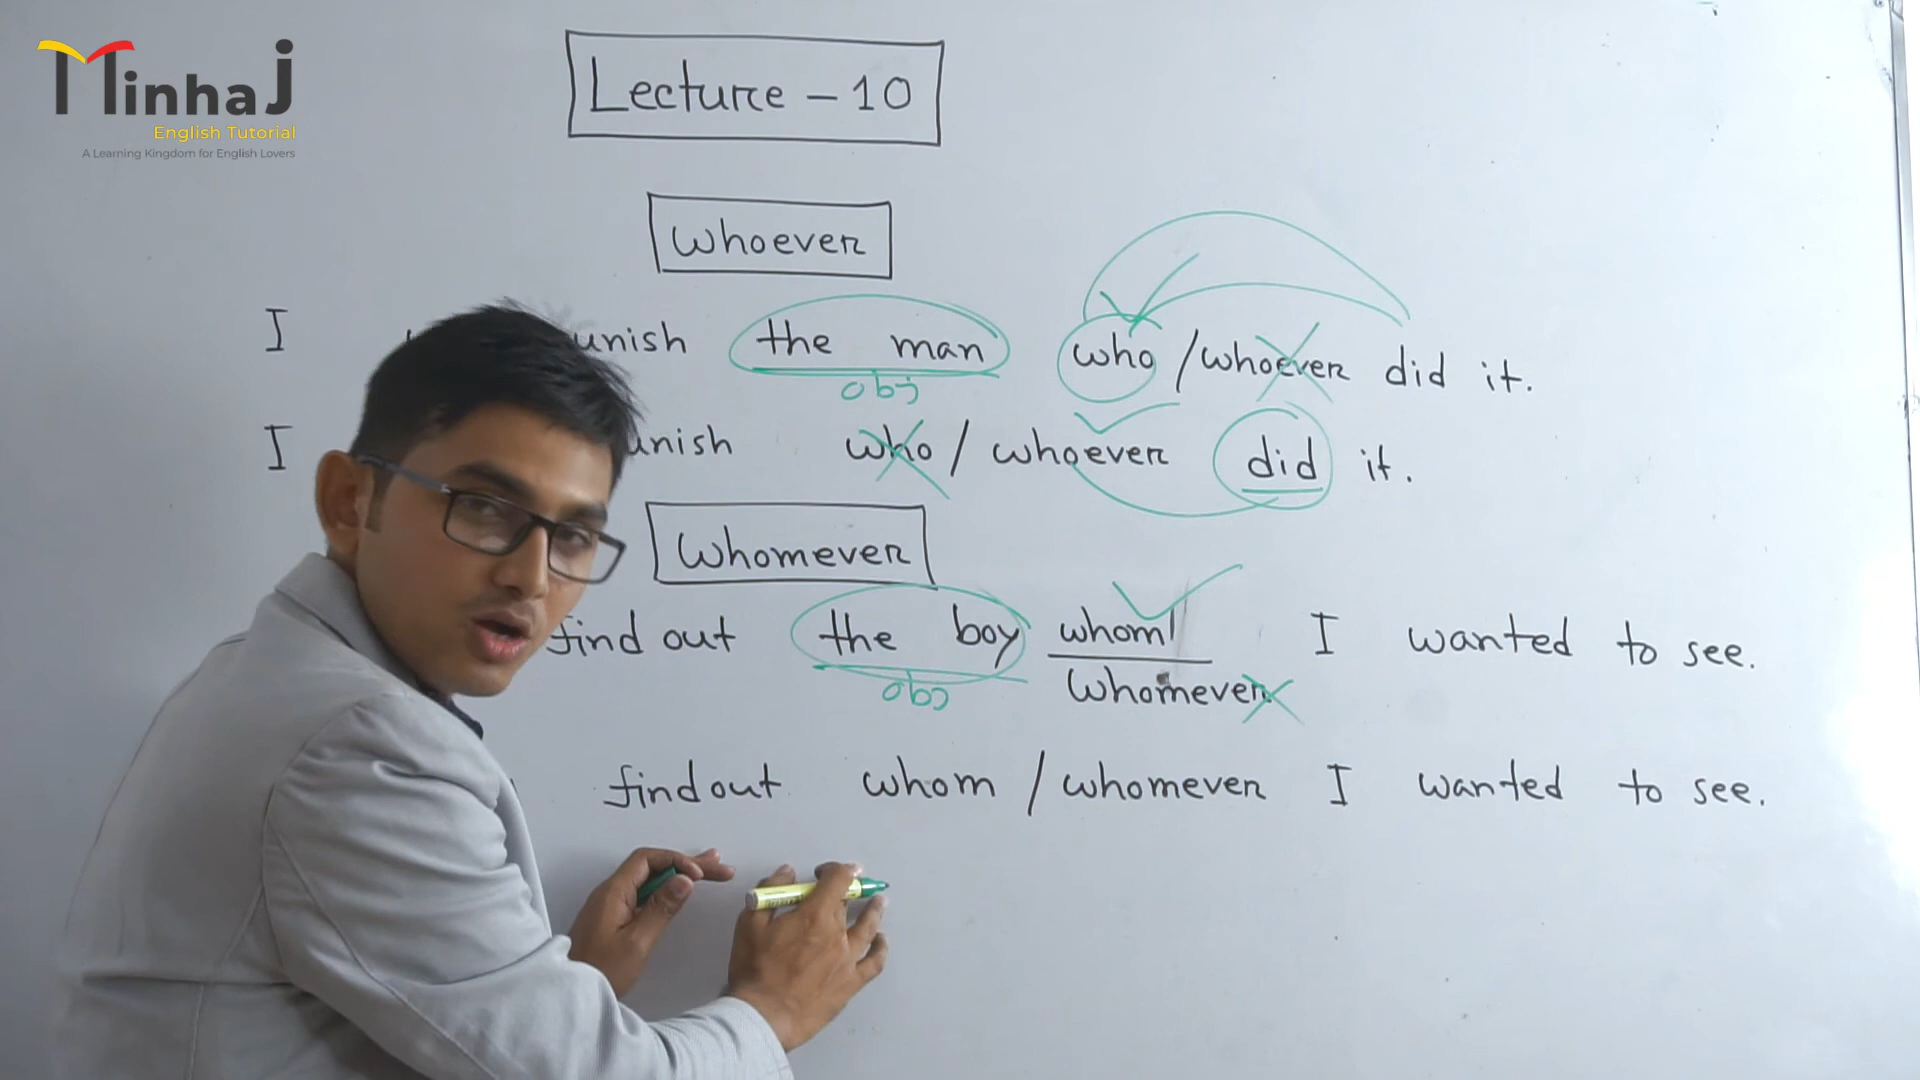 Minhaj
English Tutorial
A Learning Kingdom for English Lovers
Lecture - 10
Whoever
I the man who / whoever did it.
obj
I who / whoever did it.
Whomever
find out the boy whom I wanted to see.
obj
Whomever
find out whom / whomever I wanted to see.